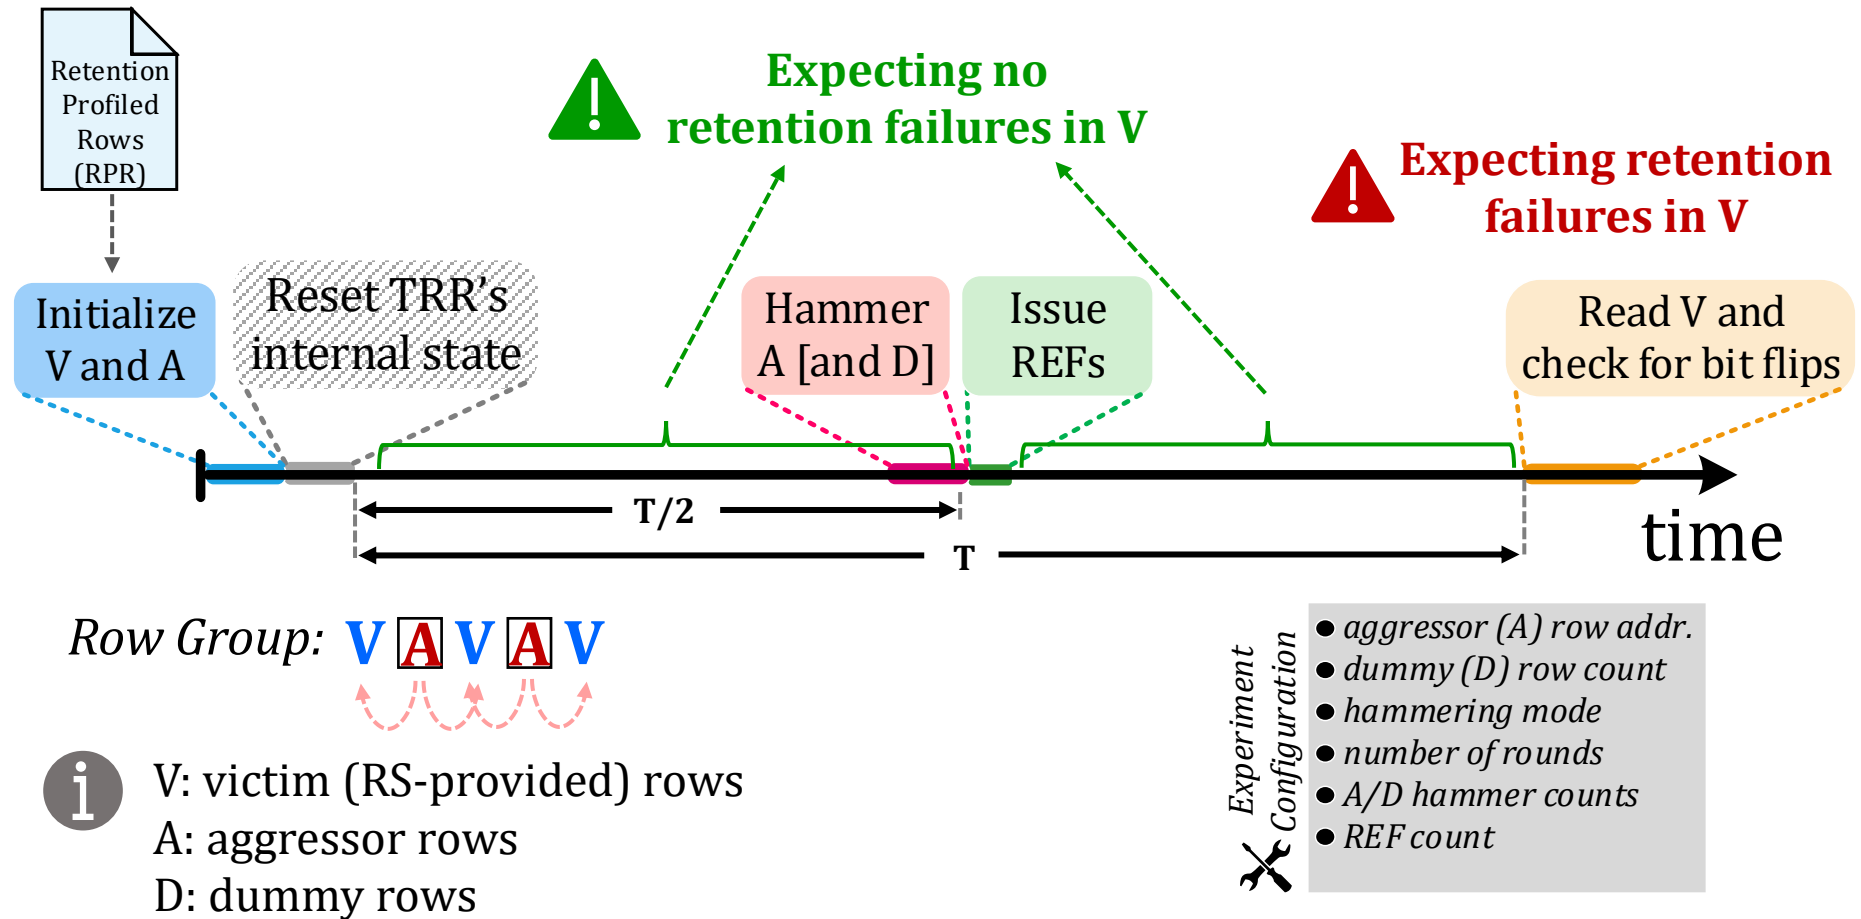 Retention
Profiled
Rows
(RPR)
Expecting no
retention failures in V
Expecting retention
failures in V
Initialize
V and A
Reset TRR’s
internal state
Hammer
A [and D]
Issue
REFs
Read V and
check for bit flips
T/2
T
time
Row Group: V A V A V
i
V: victim (RS-provided) rows
A: aggressor rows
D: dummy rows
Experiment
Configuration
● aggressor (A) row addr.
● dummy (D) row count
● hammering mode
● number of rounds
● A/D hammer counts
● REF count